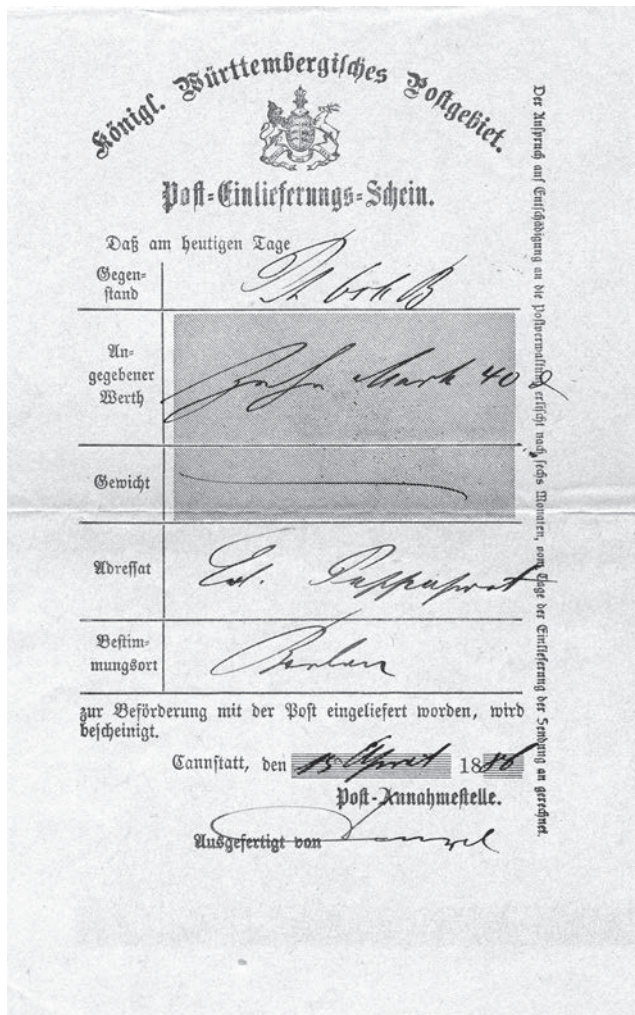 Königl. Württembergisches Postgebiet.
Post-Einlieferungs-Schein.
Daß am heutigen Tage
Gegen-
stand
An-
gegebener
Werth
Zehn Mark 40
Gewicht
Adressat
Bestim-
mungsort
Berlin
zur Beförderung mit der Post eingeliefert worden, wird
bescheinigt.
Cannstatt, den 15 April 1886
Post-Annahmestelle.
Ausgefertigt von
Der Anspruch auf Entschädigung an die Postverwaltung erlischt nach sechs Monaten, vom Tage der Einlieferung der Sendung an gerechnet.